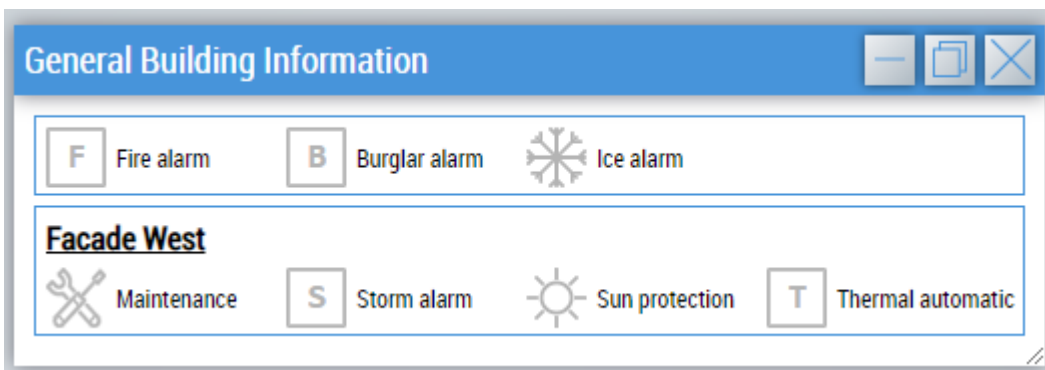 General Building Information
F Fire alarm B Burglar alarm Ice alarm
Facade West
Maintenance S Storm alarm Sun protection T Thermal automatic